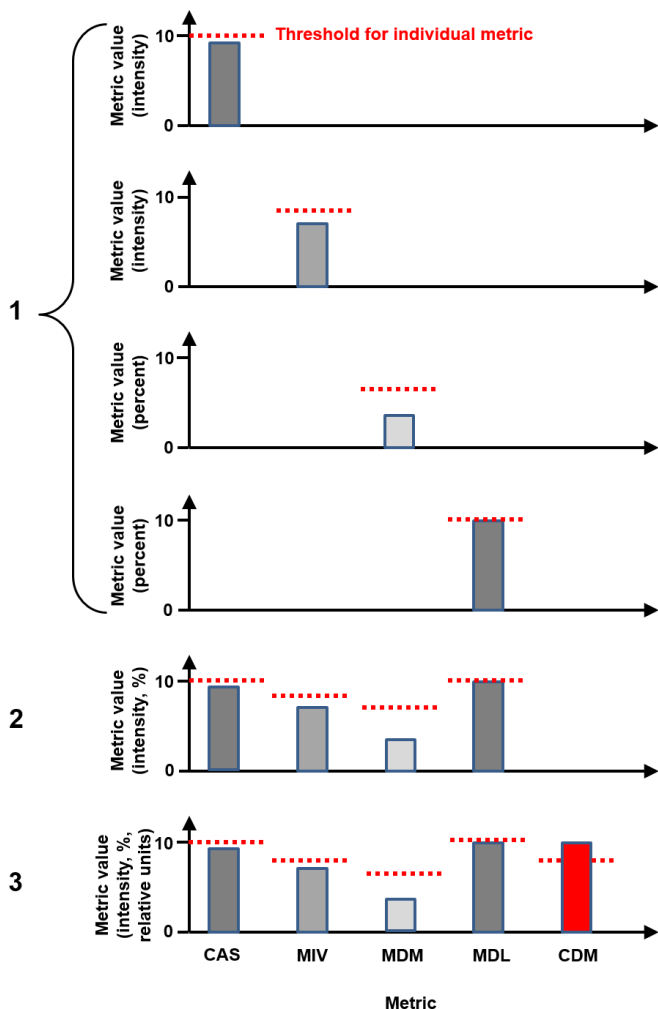 10
Threshold for individual metric
Metric value
(intensity)
0
10
Metric value
(intensity)
0
1
10
Metric value
(percent)
0
10
Metric value
(percent)
0
2
10
Metric value
(intensity, %)
0
3
10
Metric value
(intensity, %,
relative units)
0
CAS MIV MDM MDL CDM
Metric